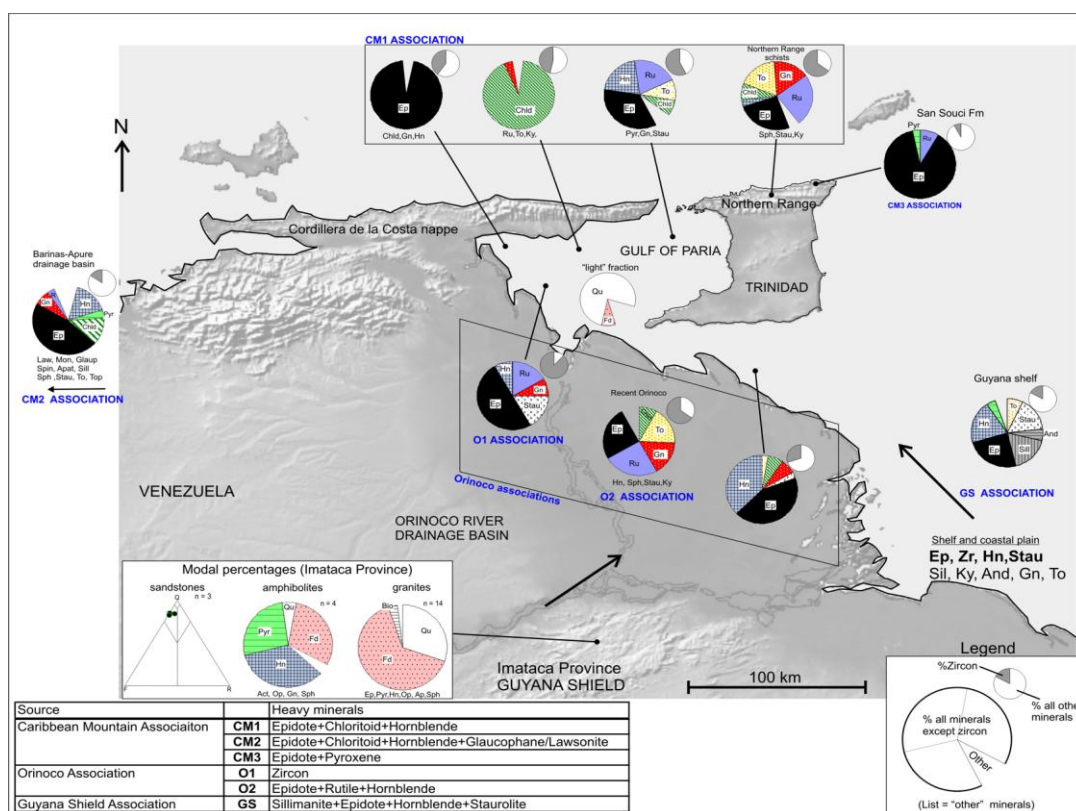 CM1 ASSOCIATION
Ep
Chld,Gn,Hn
Chld
Ru,To,Ky,
Hn
Ru
To
Chld
Ep
Pyr,Gn,Stau
Northern Range
schists
To
Gn
Chld
Ru
Ep
Sph,Stau,Ky
N
San Souci Fm
Pyr
Ru
Ep
CM3 ASSOCIATION
Northern Range
Cordillera de la Costa nappe
GULF OF PARIA
TRINIDAD
Barinas-Apure
drainage basin
Gn
Hn
Pyr
Chld
Ep
Law, Mon, Glaup
Spin, Apat, Sill
Sph ,Stau, To, Top
CM2 ASSOCIATION
"light" fraction
Qu
Fd
Hn
Ru
Gn
Ep
Stau
O1 ASSOCIATION
Recent Orinoco
Ep
To
Gn
Ru
Hn, Sph,Stau,Ky
O2 ASSOCIATION
Hn
Ep
Orinoco associations
Guyana shelf
To
Stau
Hn
And
Ep
Sill
GS ASSOCIATION
VENEZUELA
ORINOCO RIVER
DRAINAGE BASIN
Shelf and coastal plain
Ep, Zr, Hn,Stau
Sil, Ky, And, Gn, To
Modal percentages (Imataca Province)
sandstones
Q
n = 3
F
R
amphibolites
n = 4
Qu
Pyr
Fd
Hn
Act, Op, Gn, Sph
granites
n = 14
Bio
Qu
Fd
Ep,Pyr,Hn,Op, Ap,Sph
Imataca Province
GUYANA SHIELD
100 km
Legend
%Zircon
% all othe
minerals
% all minerals
except zircon
Other
(List = "other" minerals)
Source Heavy minerals
Caribbean Mountain Associaiton CM1 Epidote+Chloritoid+Hornblende
CM2 Epidote+Chloritoid+Hornblende+Glaucophane/Lawsonite
CM3 Epidote+Pyroxene
Orinoco Association O1 Zircon
O2 Epidote+Rutile+Hornblende
Guyana Shield Association GS Sillimanite+Epidote+Hornblende+Staurolite